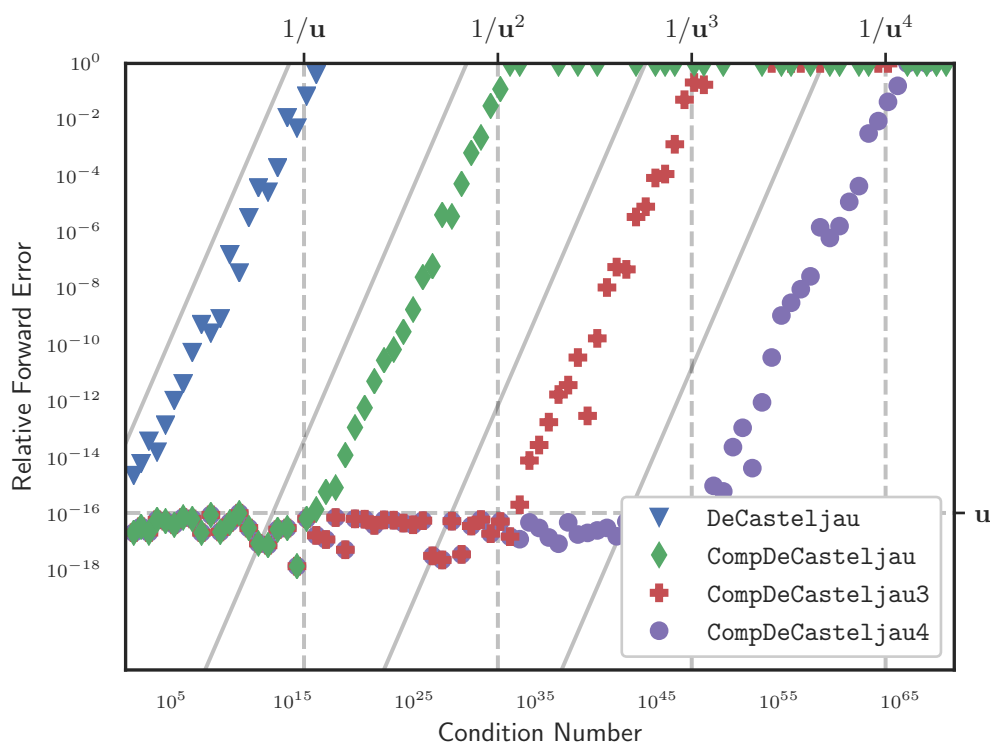 1/u 1/u² 1/u³ 1/u⁴
Relative Forward Error
10⁰
10⁻²
10⁻⁴
10⁻⁶
10⁻⁸
10⁻¹⁰
10⁻¹²
10⁻¹⁴
10⁻¹⁶
10⁻¹⁸
u
DeCasteljau
CompDeCasteljau
CompDeCasteljau3
CompDeCasteljau4
10⁵ 10¹⁵ 10²⁵ 10³⁵ 10⁴⁵ 10⁵⁵ 10⁶⁵
Condition Number